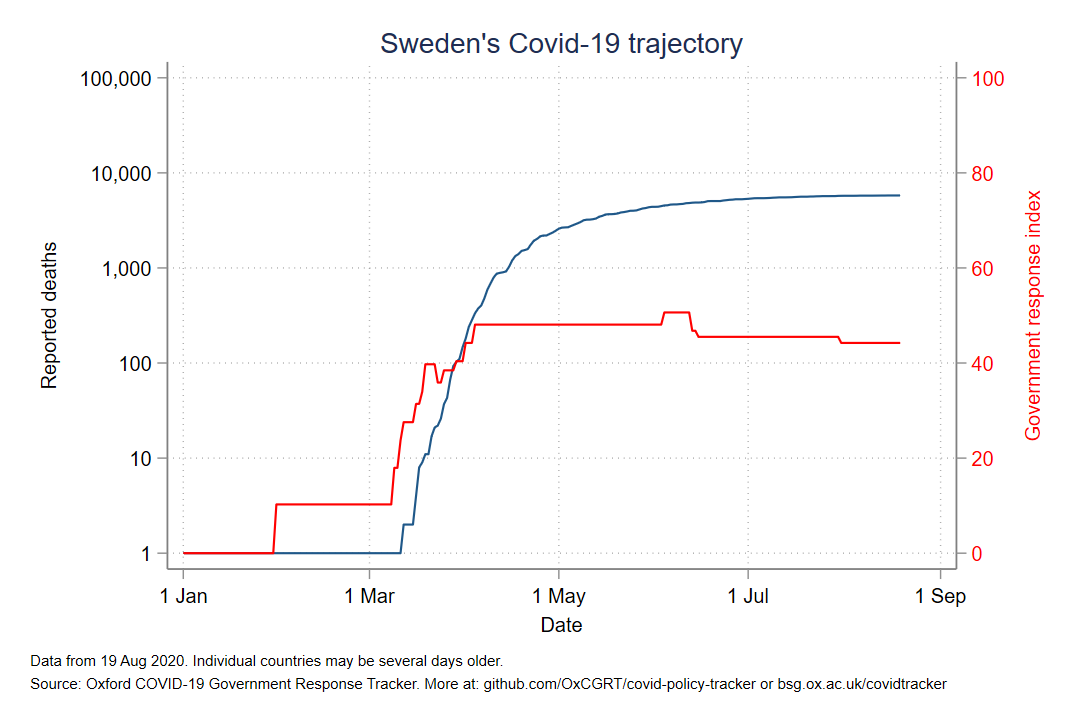 Sweden's Covid-19 trajectory
100,000
10,000
1,000
100
10
1
Reported deaths
100
80
60
40
20
0
Government response index
1 Jan
1 Mar
1 May
1 Jul
1 Sep
Date
Data from 19 Aug 2020. Individual countries may be several days older.
Source: Oxford COVID-19 Government Response Tracker. More at: github.com/OxCGRT/covid-policy-tracker or bsg.ox.ac.uk/covidtracker